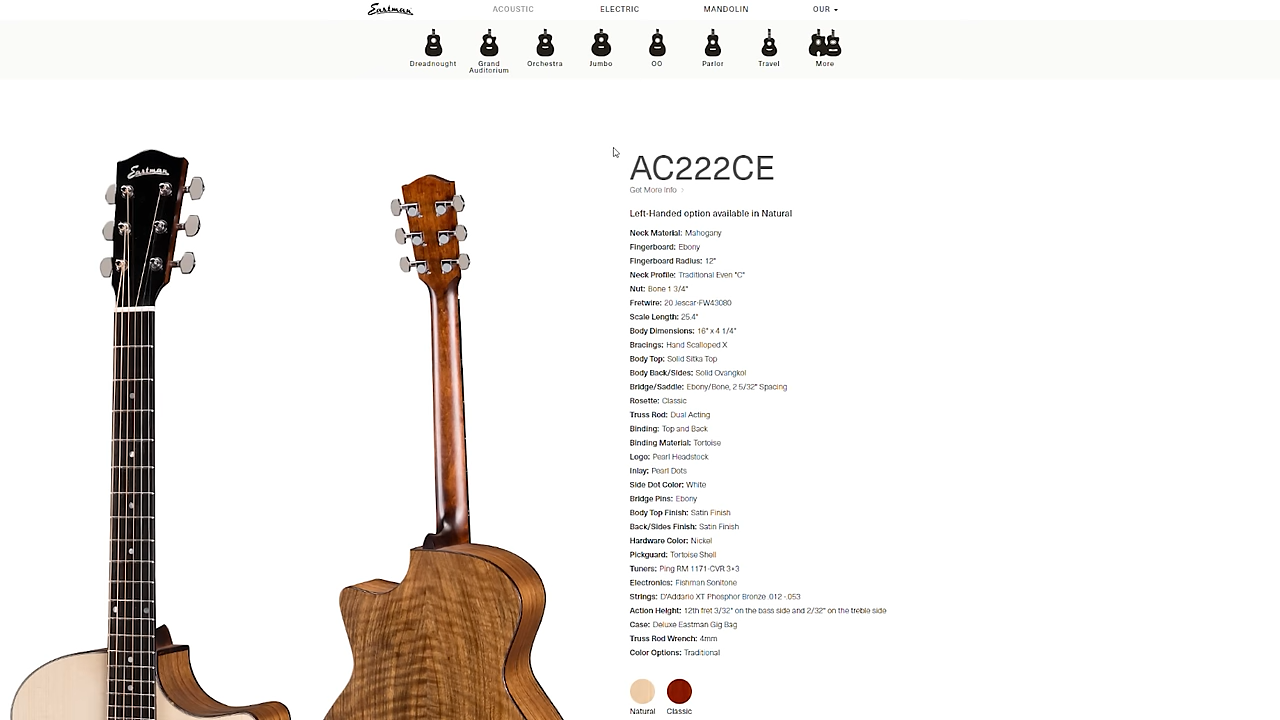 Eastman
ACOUSTIC
ELECTRIC
MANDOLIN
OUR
Dreadnought
Grand
Auditorium
Orchestra
Jumbo
OO
Parlor
Travel
More
Eastman
AC222CE
Get More Info >
Left-Handed option available in Natural
Neck Material: Mahogany
Fingerboard: Ebony
Fingerboard Radius: 12"
Neck Profile: Traditional Even "C"
Nut: Bone 1 3/4"
Fretwire: 20 Jescar-FW43080
Scale Length: 25.4"
Body Dimensions: 16" x 4 1/4"
Bracings: Hand Scalloped X
Body Top: Solid Sitka Top
Body Back/Sides: Solid Ovangkol
Bridge/Saddle: Ebony/Bone, 2 5/32" Spacing
Rosette: Classic
Truss Rod: Dual Acting
Binding: Top and Back
Binding Material: Tortoise
Logo: Pearl Headstock
Inlay: Pearl Dots
Side Dot Color: White
Bridge Pins: Ebony
Body Top Finish: Satin Finish
Back/Sides Finish: Satin Finish
Hardware Color: Nickel
Pickguard: Tortoise Shell
Tuners: Ping RM 1171-CVR 3+3
Electronics: Fishman Sonitone
Strings: D'Addario XT Phosphor Bronze .012 -.053
Action Height: 12th fret 3/32" on the bass side and 2/32" on the treble side
Case: Deluxe Eastman Gig Bag
Truss Rod Wrench: 4mm
Color Options: Traditional
Natural
Classic